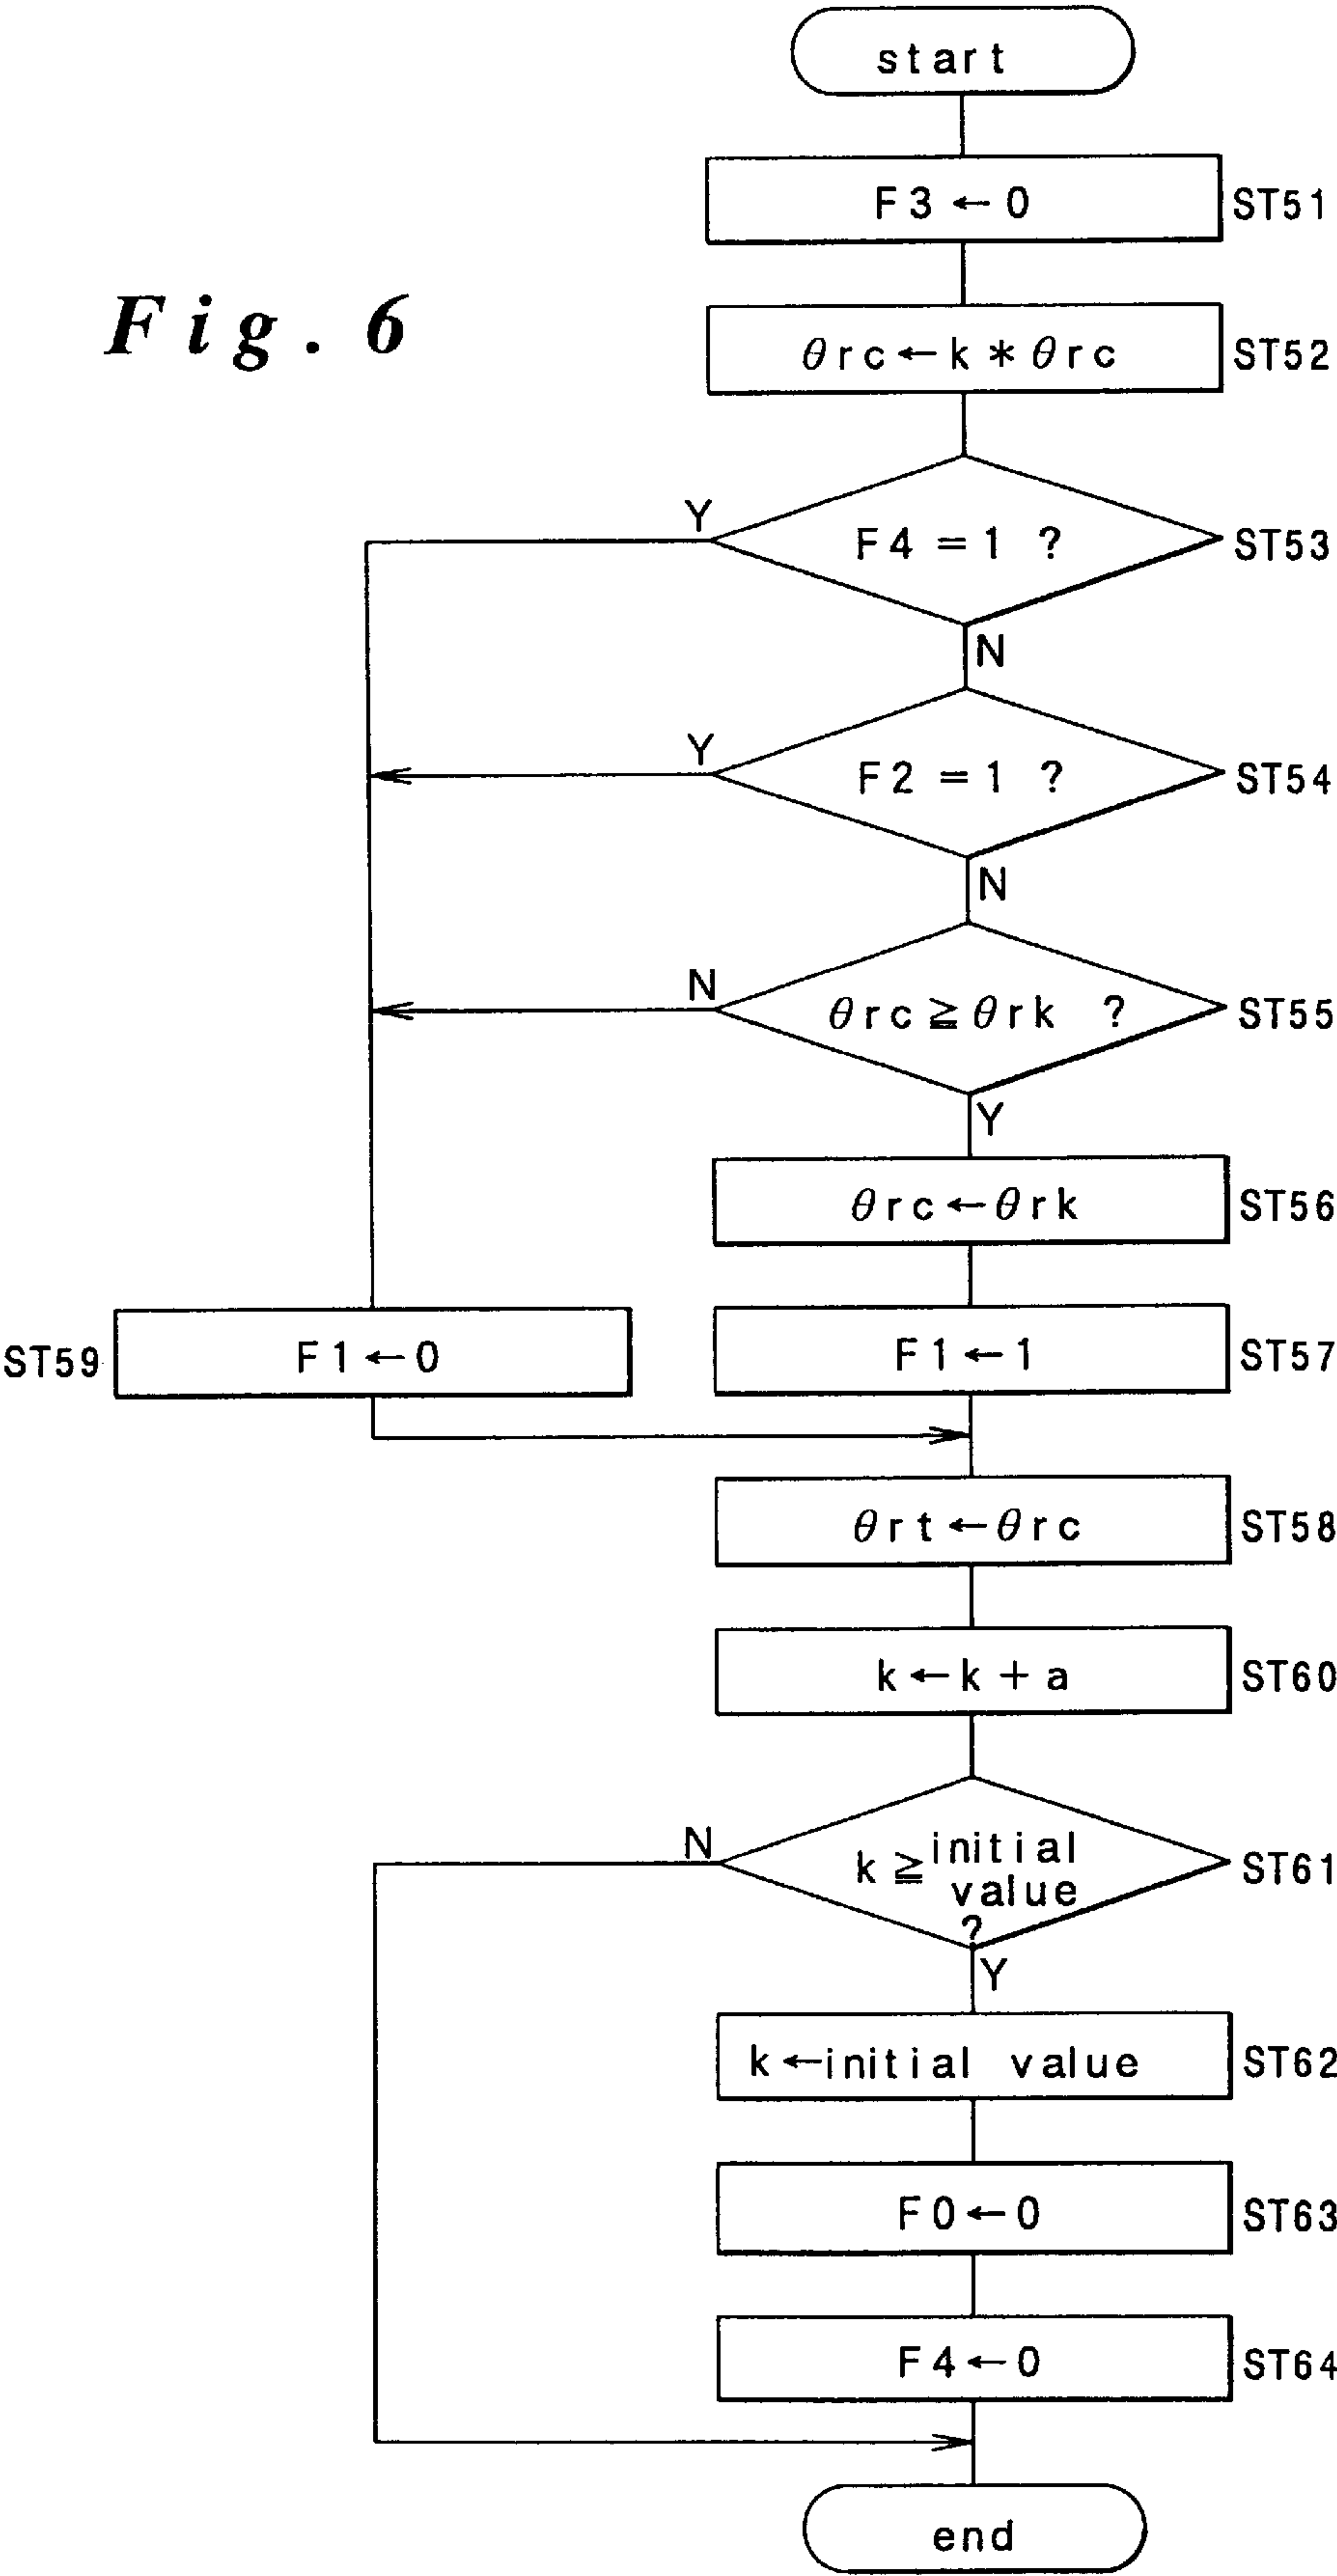 start
F3←0 ST51
Fig. 6
θrc←k*θrc ST52
Y
F4=1 ? ST53
N
Y
F2=1 ? ST54
N
N
θrc≧θrk ? ST55
Y
θrc←θrk ST56
ST59 F1←0
F1←1 ST57
θrt←θrc ST58
k←k+a ST60
N
k≧initial
value
? ST61
Y
k←initial value ST62
F0←0 ST63
F4←0 ST64
end